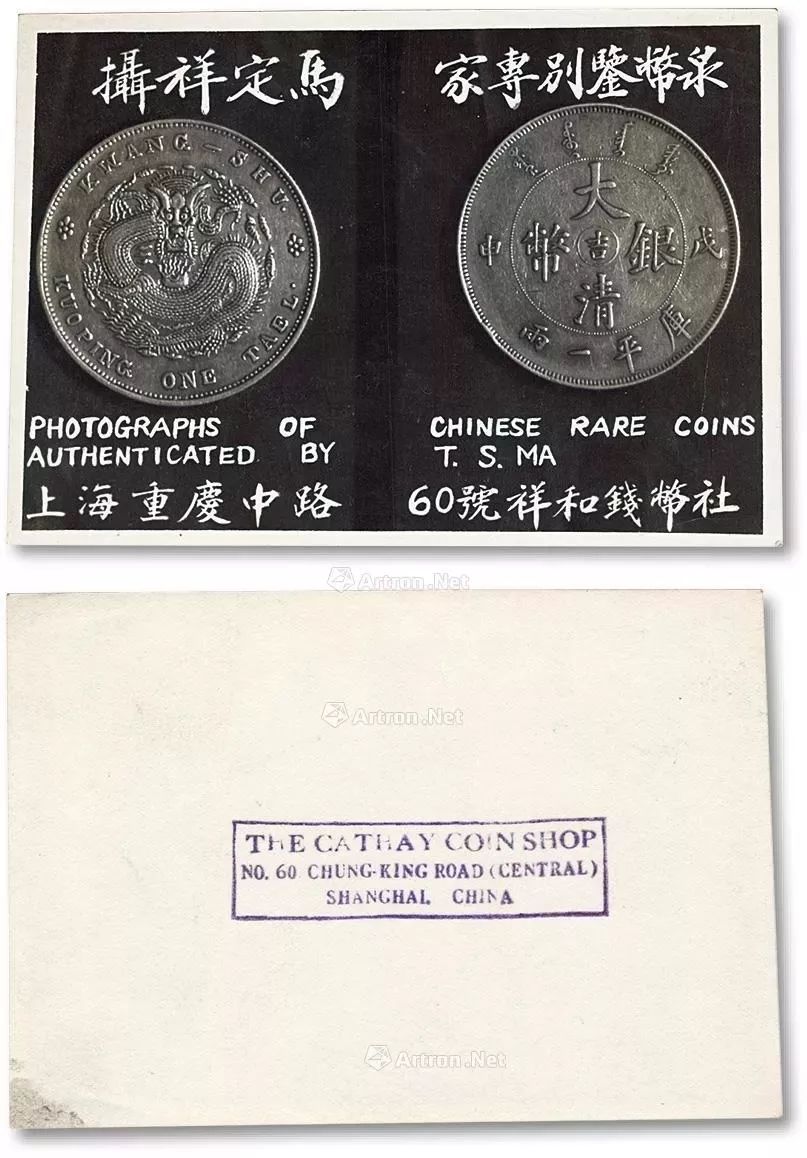 泉幣鑒別專家 馬定祥攝
KWANG-SHU.
KUOPING ONE TAEL.
大清銀幣
吉
戊申
庫平一兩
PHOTOGRAPHS OF CHINESE RARE COINS
AUTHENTICATED BY T. S. MA
上海重慶中路 60號祥和錢幣社
Artron.Net
Artron.Net
THE CATHAY COIN SHOP
NO. 60 CHUNG-KING ROAD (CENTRAL)
SHANGHAI, CHINA
Artron.Net